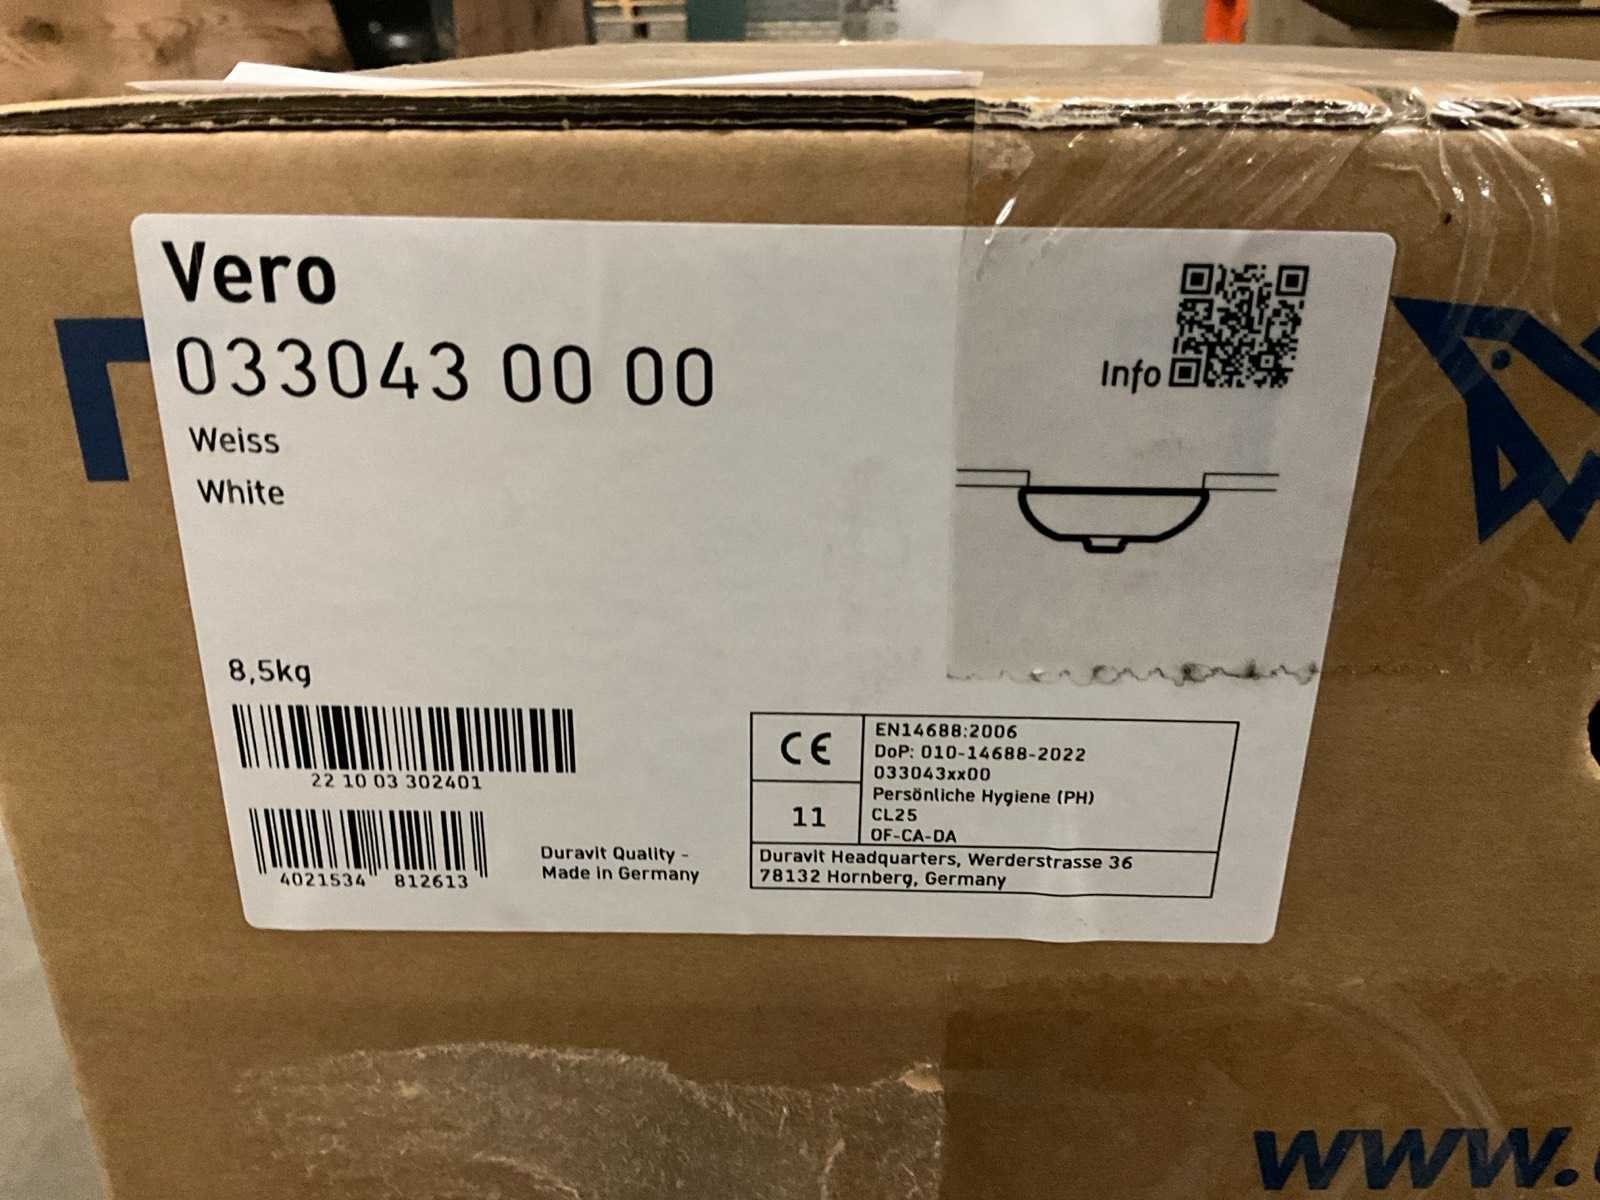 Vero
033043 00 00
Weiss
White
Info
8,5kg
22 10 03 302401
4021534 812613
Duravit Quality -
Made in Germany
CE
11
EN14688:2006
DoP: 010-14688-2022
033043xx00
Persönliche Hygiene (PH)
CL25
OF-CA-DA
Duravit Headquarters, Werderstrasse 36
78132 Hornberg, Germany
www.